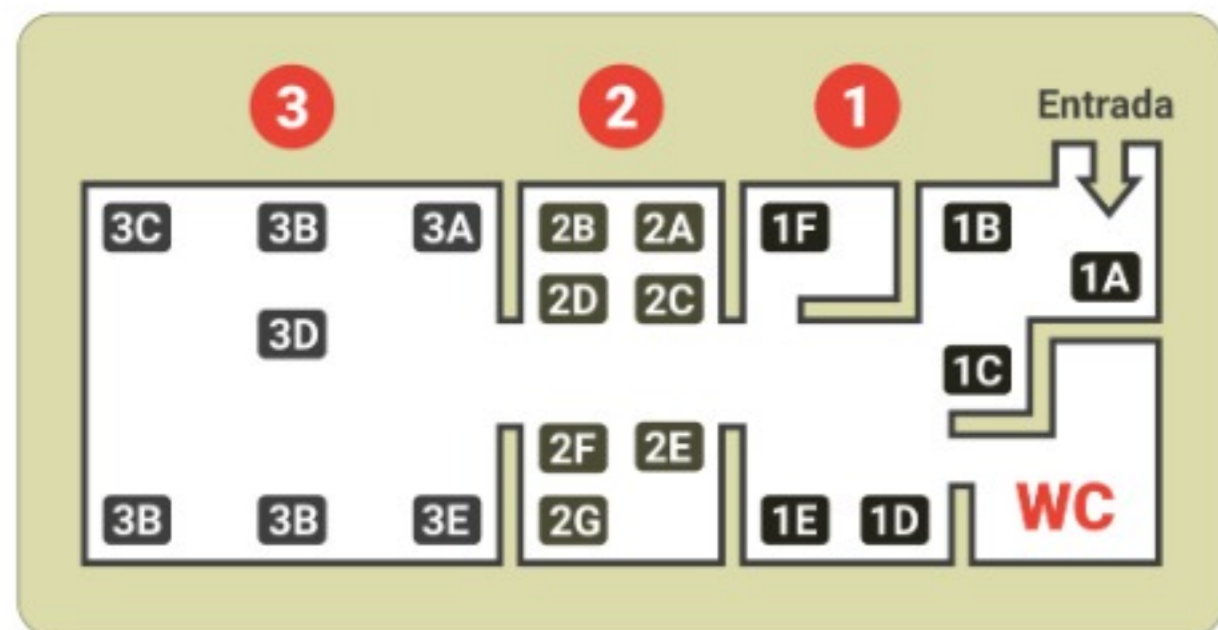 3 2 1 Entrada
3C 3B 3A 2B 2A 1F 1B
1A
2D 2C
3D
1C
2F 2E
3B 3B 3E 2G 1E 1D WC